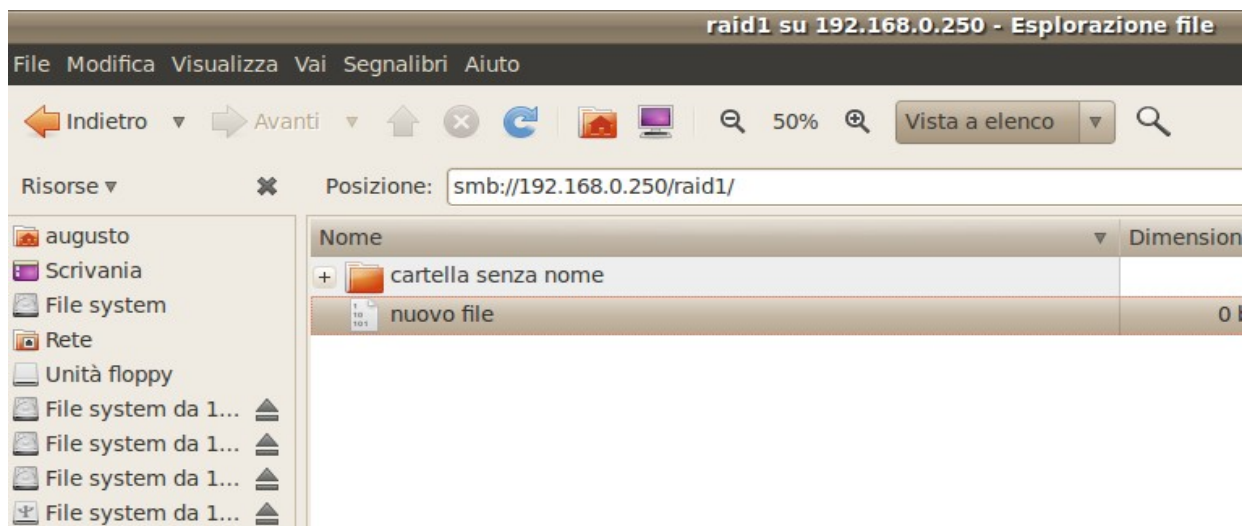 raid1 su 192.168.0.250 - Esplorazione file
File Modifica Visualizza Vai Segnalibri Aiuto
Indietro Avanti 50% Vista a elenco
Risorse Posizione: smb://192.168.0.250/raid1/
augusto Nome Dimension
Scrivania cartella senza nome
File system nuovo file 0
Rete
Unità floppy
File system da 1...
File system da 1...
File system da 1...
File system da 1...